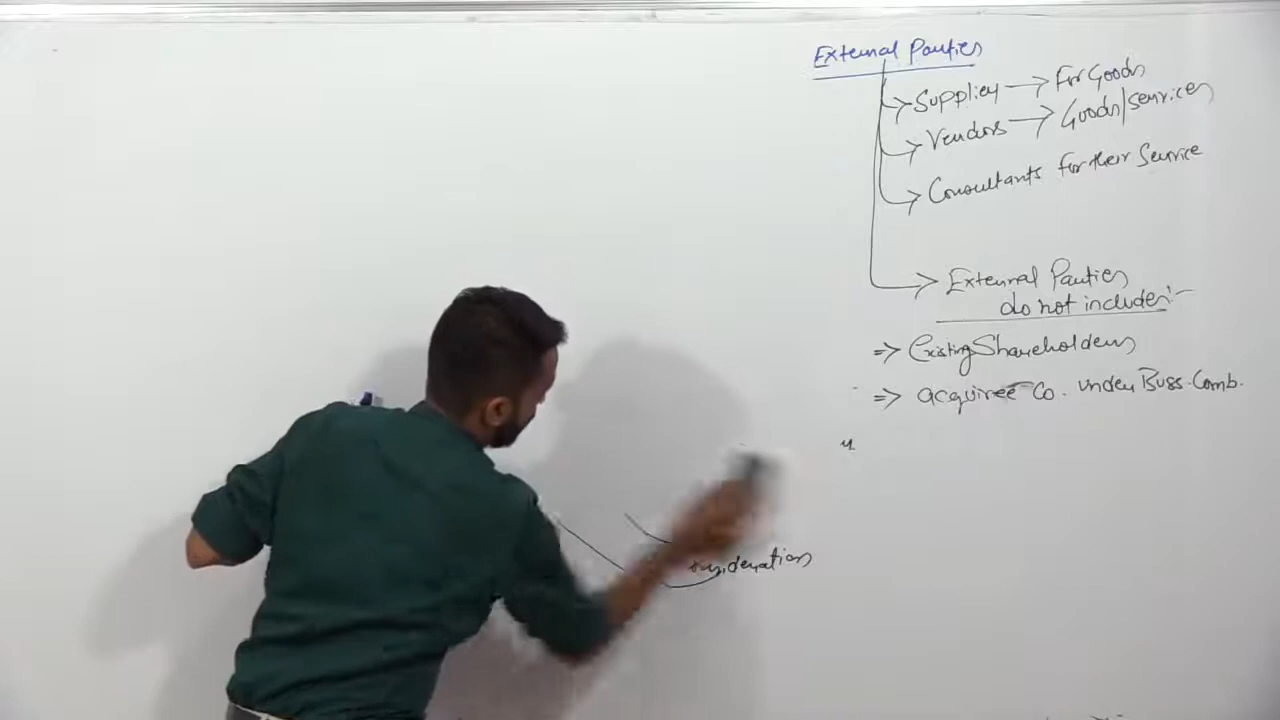 External Parties
Supplier → For Goods
Vendors → Goods/services
Consultants for their Service
External Parties
do not include:-
⇒ Existing Shareholders
⇒ acquiree Co. under Buss. Comb.